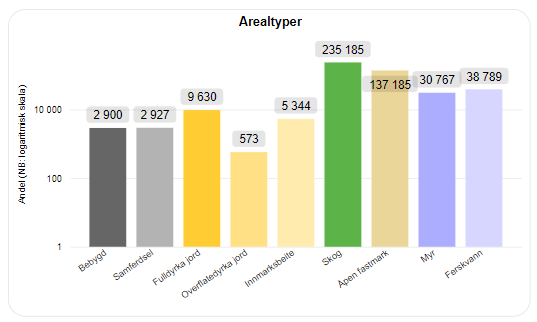 Arealtyper
235 185
137 185
9 630
5 344
2 900
2 927
573
30 767
38 789
Andel (NB: logaritmisk skala)
10 000
100
1
Bebygd
Samferdsel
Fulldyrka jord
Overflatedyrka jord
Innmarksbeite
Skog
Åpen fastmark
Myr
Ferskvann